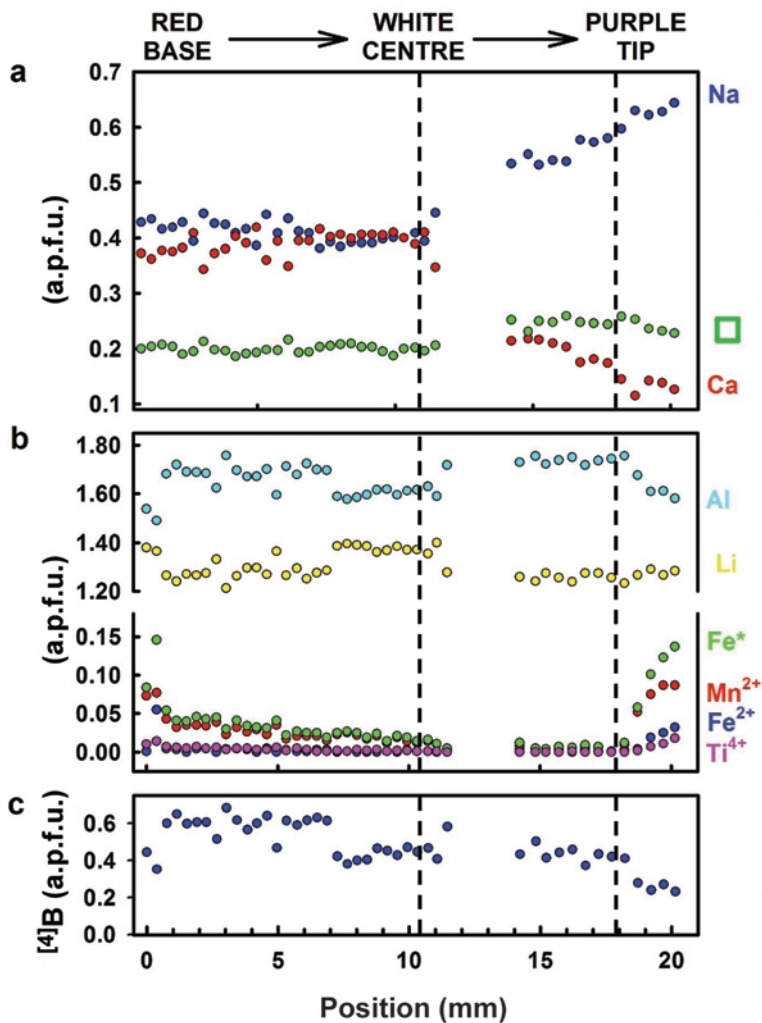 RED WHITE PURPLE
BASE CENTRE TIP
a
0.7
0.6
0.5
0.4
0.3
0.2
0.1
(a.p.f.u.)
Na
□
Ca
b
1.80
1.60
1.40
1.20
0.15
0.10
0.05
0.00
(a.p.f.u.)
Al
Li
Fe*
Mn2+
Fe2+
Ti4+
c
0.6
0.4
0.2
0.0
[4]B (a.p.f.u.)
0 5 10 15 20
Position (mm)